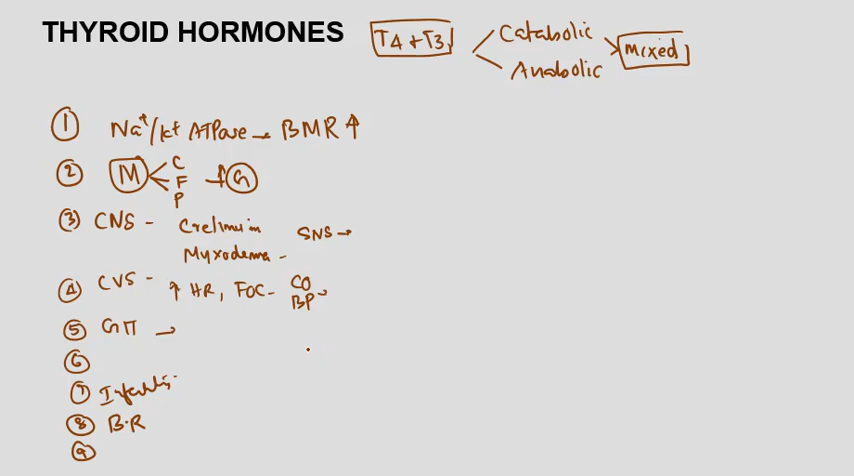 THYROID HORMONES T4 + T3 Catabolic
Anabolic Mixed
① Na+/K+ ATPase → BMR ↑
② M C F P → ↑ G
③ CNS - Cretinism SNS →
Myxodema -
④ CVS - ↑ HR, FOC - CO
BP
⑤ GIT →
⑥
⑦
⑧ B.R
⑨